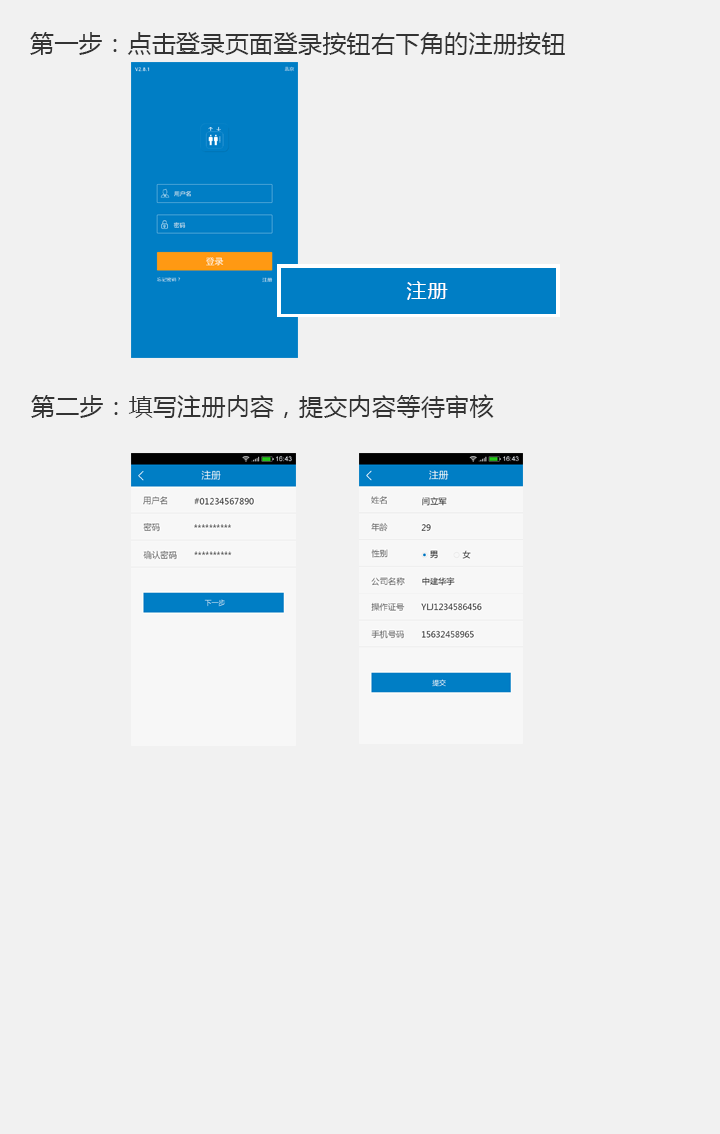 第一步：点击登录页面登录按钮右下角的注册按钮
V2.8.1
用户名
密码
登录
忘记密码？ 注册
注册
第二步：填写注册内容，提交内容等待审核
16:43
注册
用户名 #01234567890
密码 **********
确认密码 **********
下一步
16:43
注册
姓名 闫立军
年龄 29
性别 男 女
公司名称 中建华宇
操作证号 YLJ1234586456
手机号码 15632458965
提交